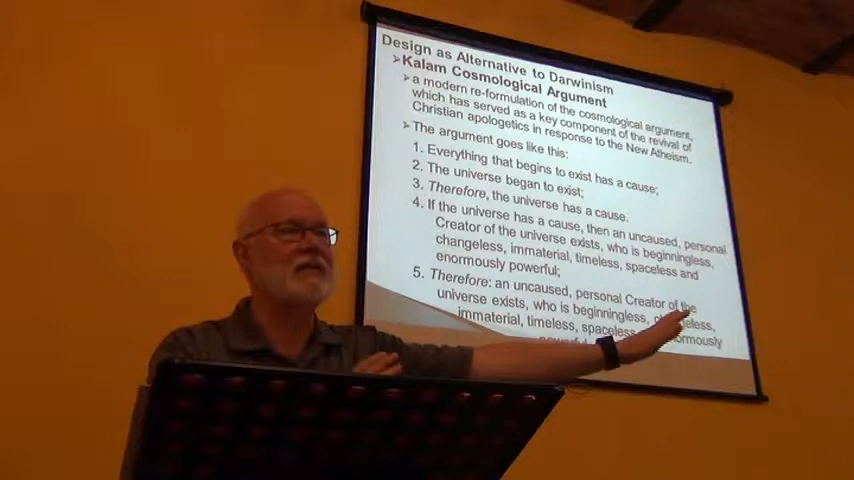 Design as Alternative to Darwinism
➢Kalam Cosmological Argument
➢a modern re-formulation of the cosmological argument,
which has served as a key component of the revival of
Christian apologetics in response to the New Atheism.
➢The argument goes like this:
1. Everything that begins to exist has a cause;
2. The universe began to exist;
3. Therefore, the universe has a cause.
4. If the universe has a cause, then an uncaused, personal
Creator of the universe exists, who is beginningless,
changeless, immaterial, timeless, spaceless and
enormously powerful;
5. Therefore: an uncaused, personal Creator of the
universe exists, who is beginningless,
immaterial, timeless, spaceless